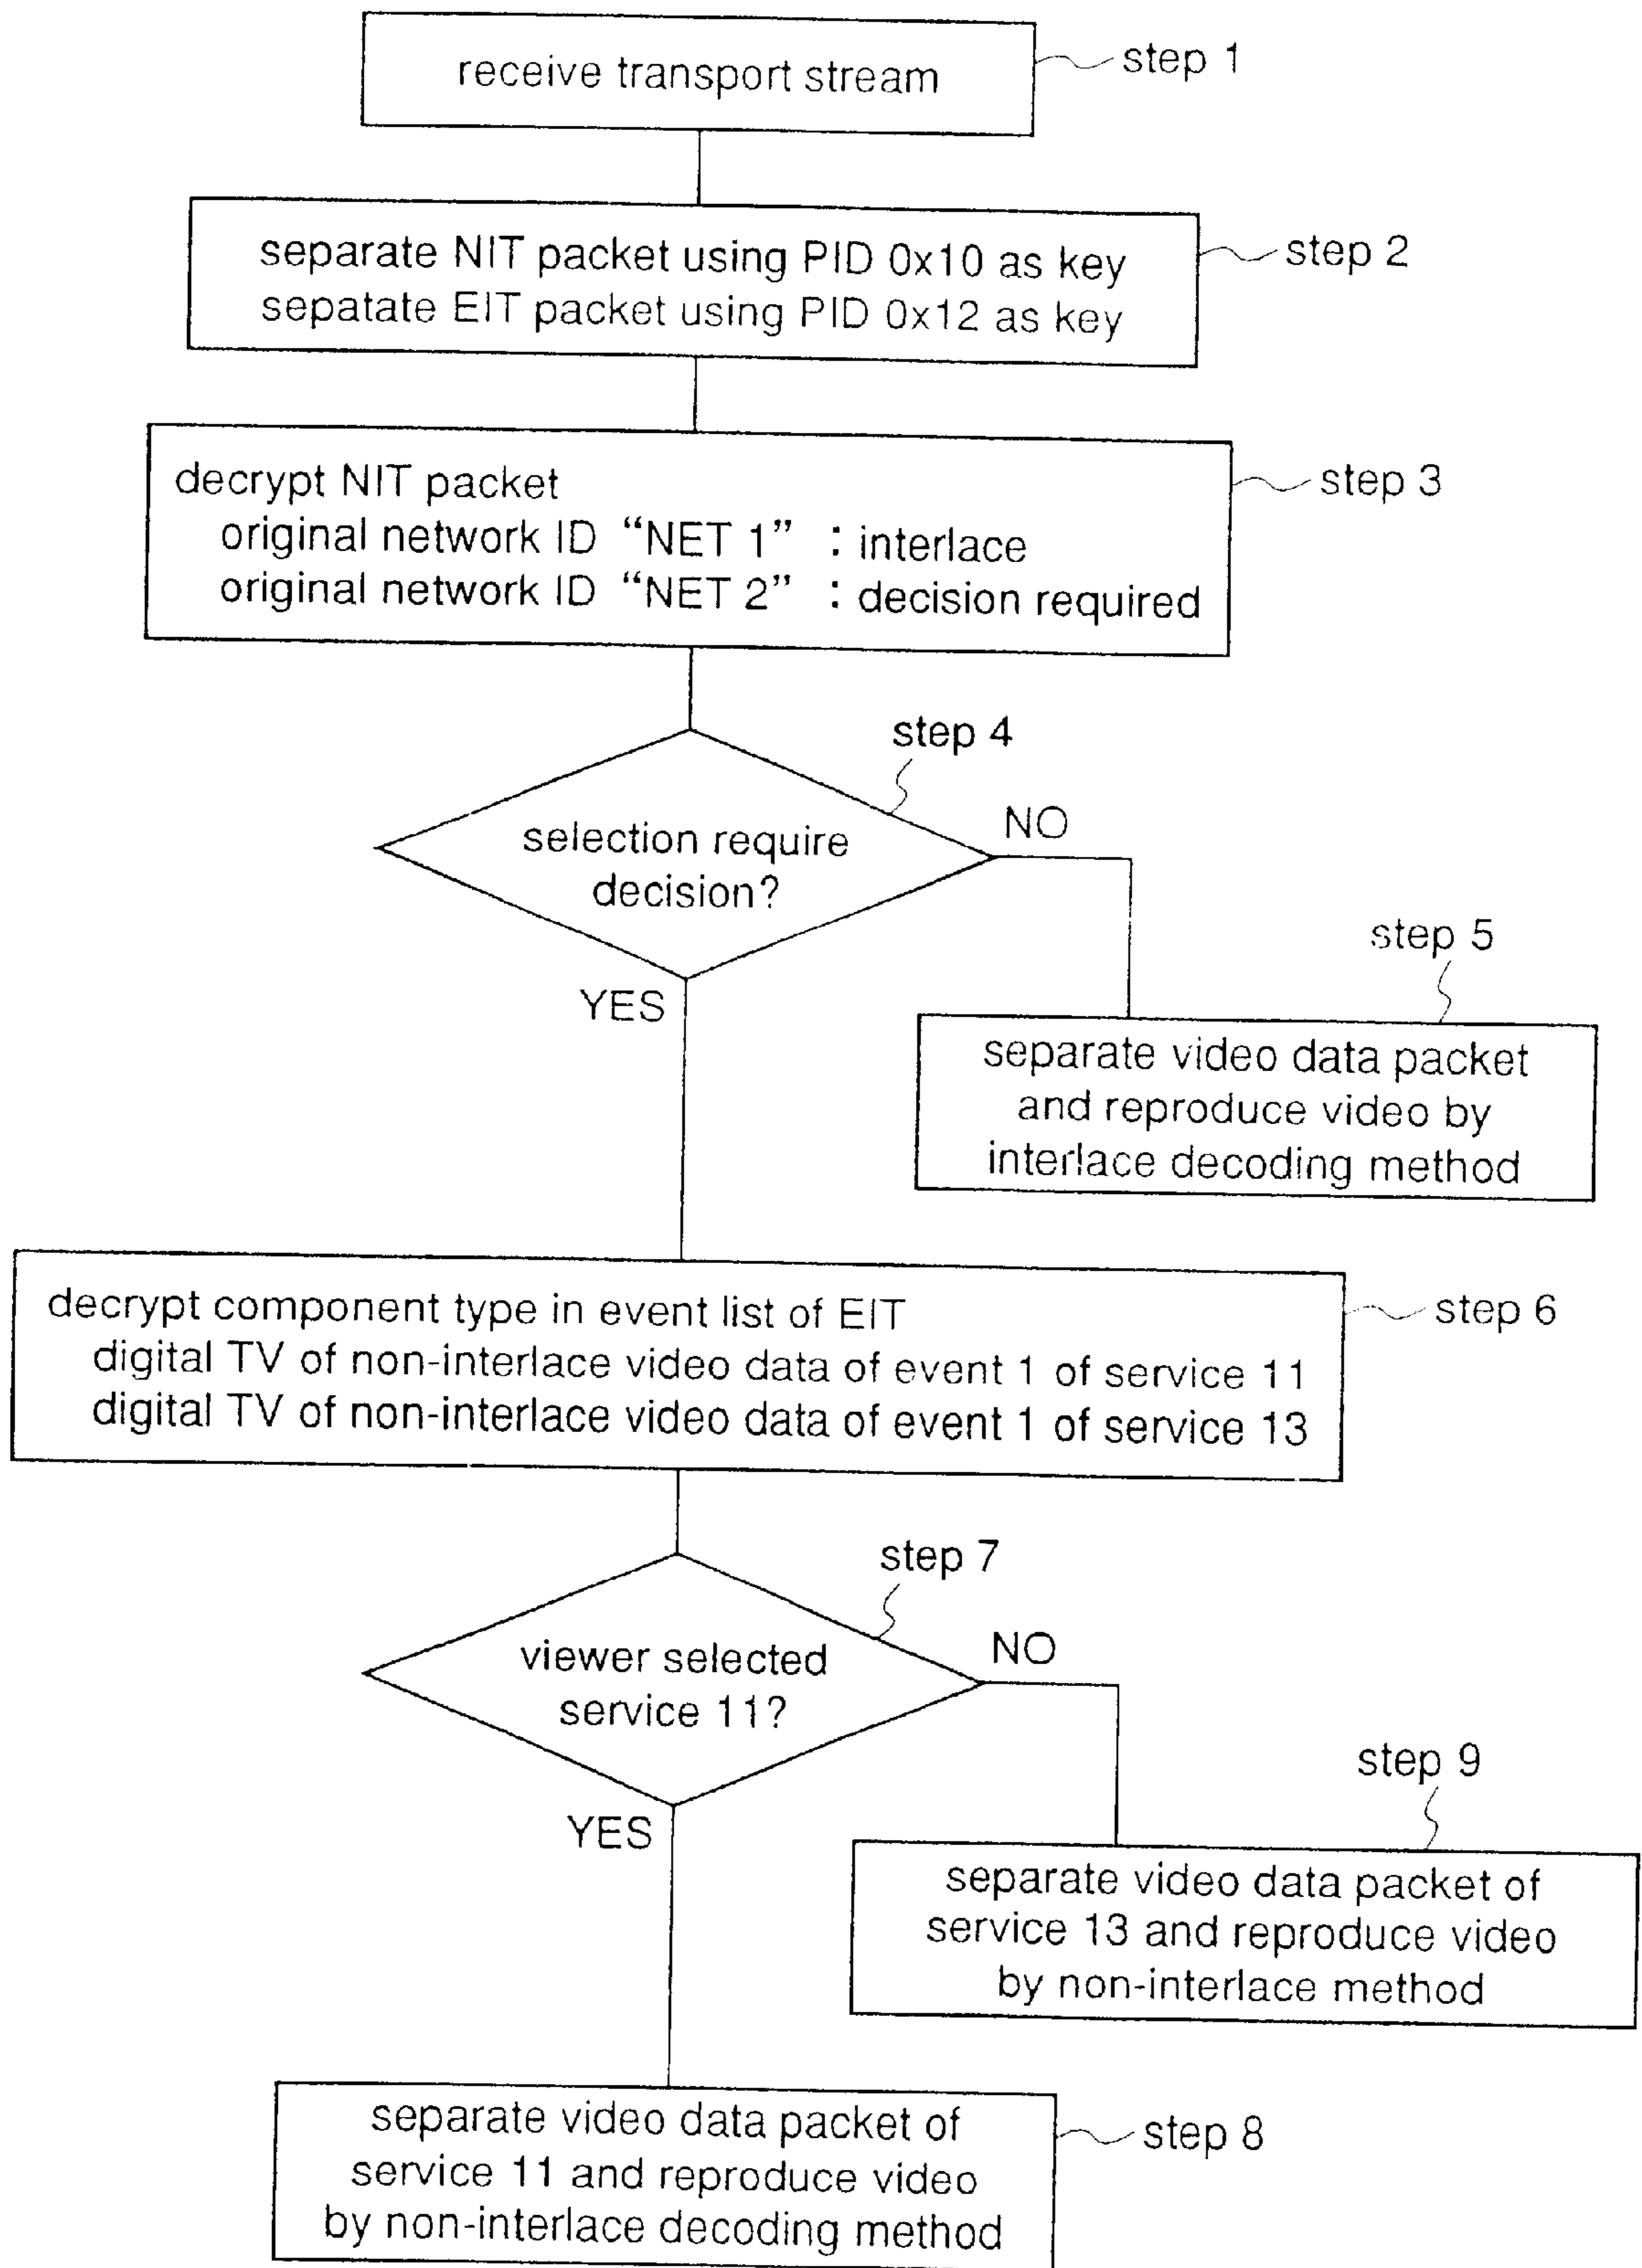 receive transport stream
step 1
separate NIT packet using PID 0x10 as key
sepatate EIT packet using PID 0x12 as key
step 2
decrypt NIT packet
original network ID “NET 1” : interlace
original network ID “NET 2” : decision required
step 3
step 4
selection require
decision?
NO
YES
step 5
separate video data packet
and reproduce video by
interlace decoding method
decrypt component type in event list of EIT
digital TV of non-interlace video data of event 1 of service 11
digital TV of non-interlace video data of event 1 of service 13
step 6
step 7
viewer selected
service 11?
NO
YES
step 9
separate video data packet of
service 13 and reproduce video
by non-interlace method
separate video data packet of
service 11 and reproduce video
by non-interlace decoding method
step 8